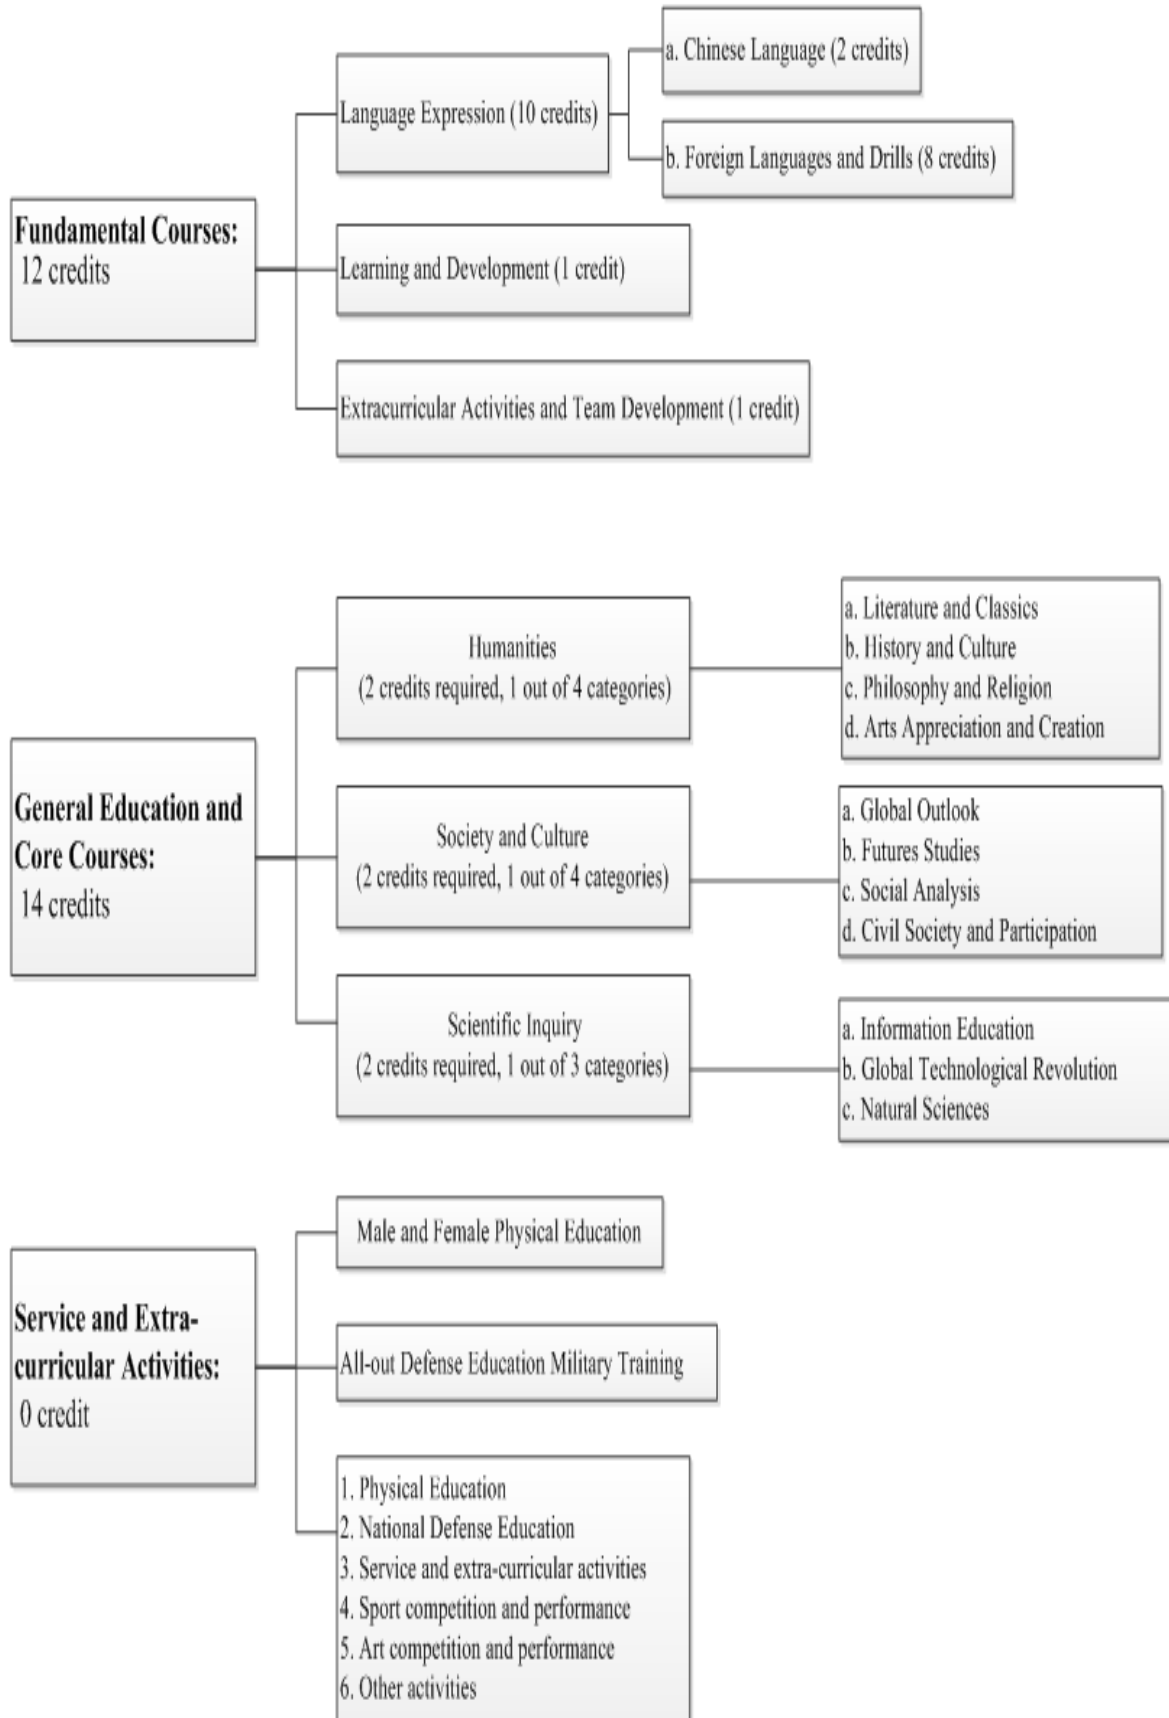 a. Chinese Language (2 credits)
Language Expression (10 credits)
b. Foreign Languages and Drills (8 credits)
Fundamental Courses:
12 credits
Learning and Development (1 credit)
Extracurricular Activities and Team Development (1 credit)
General Education and
Core Courses:
14 credits
Humanities
(2 credits required, 1 out of 4 categories)
a. Literature and Classics
b. History and Culture
c. Philosophy and Religion
d. Arts Appreciation and Creation
Society and Culture
(2 credits required, 1 out of 4 categories)
a. Global Outlook
b. Futures Studies
c. Social Analysis
d. Civil Society and Participation
Scientific Inquiry
(2 credits required, 1 out of 3 categories)
a. Information Education
b. Global Technological Revolution
c. Natural Sciences
Service and Extra-
curricular Activities:
0 credit
Male and Female Physical Education
All-out Defense Education Military Training
1. Physical Education
2. National Defense Education
3. Service and extra-curricular activities
4. Sport competition and performance
5. Art competition and performance
6. Other activities